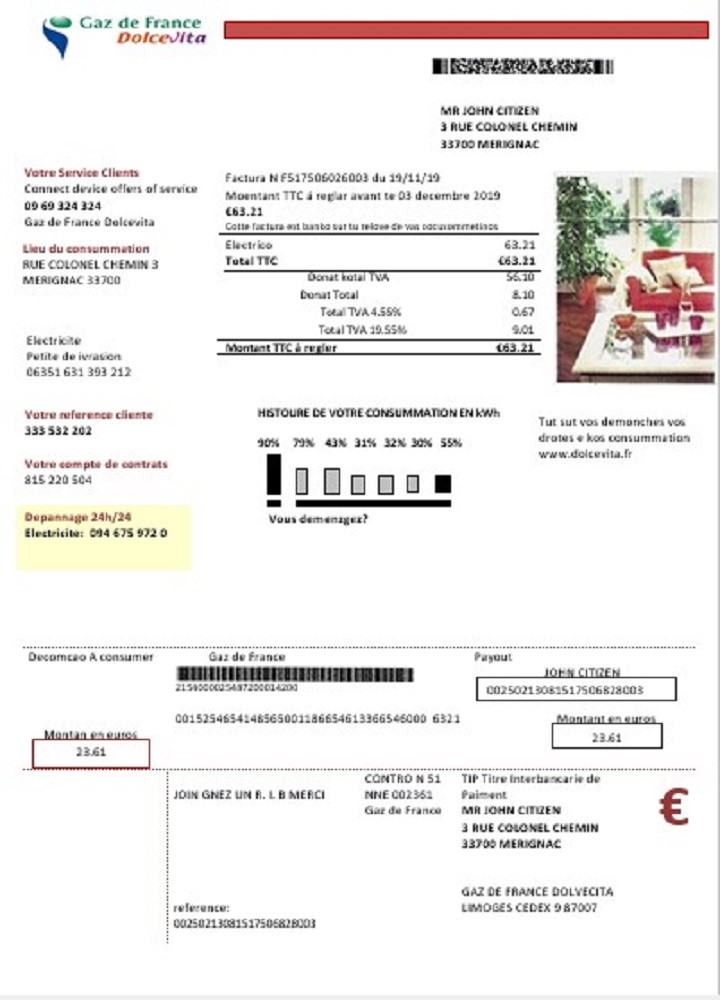 Gaz de France
DolceVita
MR JOHN CITIZEN
3 RUE COLONEL CHEMIN
33700 MERIGNAC
Votre Service Clients
Connect device offers of service
09 69 324 324
Gaz de France Dolcevita
Lieu du consummation
RUE COLONEL CHEMIN 3
MERIGNAC 33700
Electricite
Petite de ivrasion
06351 631 393 212
Votre reference cliente
333 532 202
Votre compte de contrats
815 220 504
Depannage 24h/24
Electricite: 094 675 972 0
Factura N F517506026003 du 19/11/19
Moentant TTC á reglar avant te 03 decembre 2019
€63.21
Cotte factura est banko sur tu relove de vos
Electrico 63.21
Total TTC €63.21
Donat kotal TVA 56.10
Donat Total 8.10
Total TVA 4.55% 0.67
Total TVA 19.55% 9.01
Montant TTC á regler €63.21
HISTOURE DE VOTRE CONSUMMATION EN kWh
90% 79% 43% 31% 32% 30% 55%
Vous demenzgez?
Tut sut vos demonches vos
drotes e kos consummation
www.dolcevita.fr
Decomcao A consumer
Gaz de France
Payout
JOHN CITIZEN
00250213081517506828003
Montan en euros
23.61
Montant en euros
23.61
JOIN GNEZ UN R. I. B MERCI
CONTRO N 51
NNE 002361
Gaz de France
TIP Titre Interbancarie de
Paiment
MR JOHN CITIZEN
3 RUE COLONEL CHEMIN
33700 MERIGNAC
€
GAZ DE FRANCE DOLVECITA
LIMOGES CEDEX 9 87007
reference:
00250213081517506828003